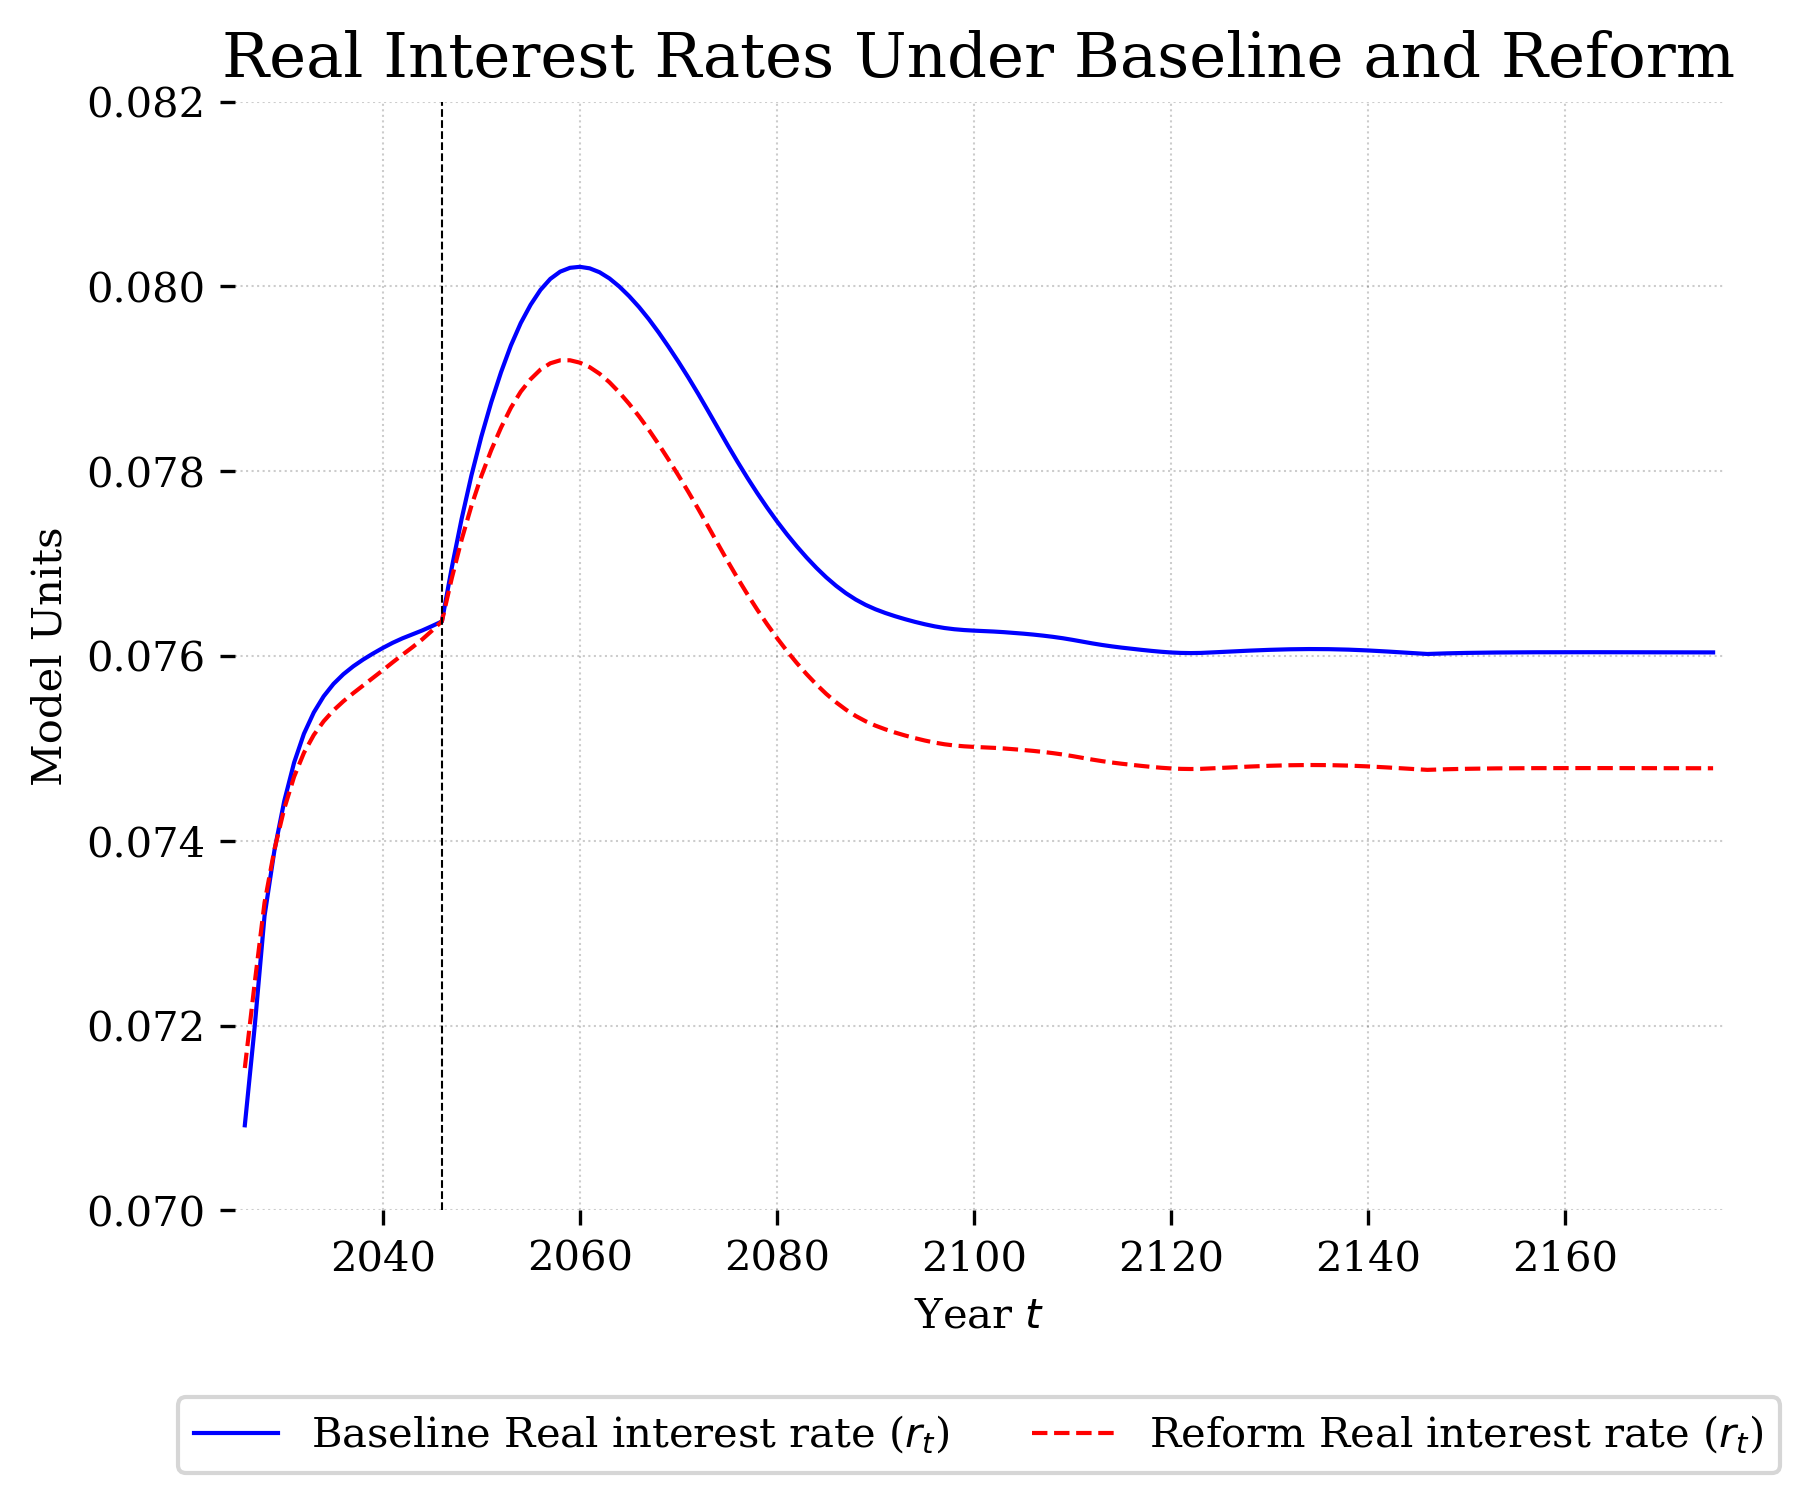 Real Interest Rates Under Baseline and Reform
0.082
0.080
0.078
0.076
0.074
0.072
0.070
Model Units
2040 2060 2080 2100 2120 2140 2160
Year t
Baseline Real interest rate (rₜ) Reform Real interest rate (rₜ)